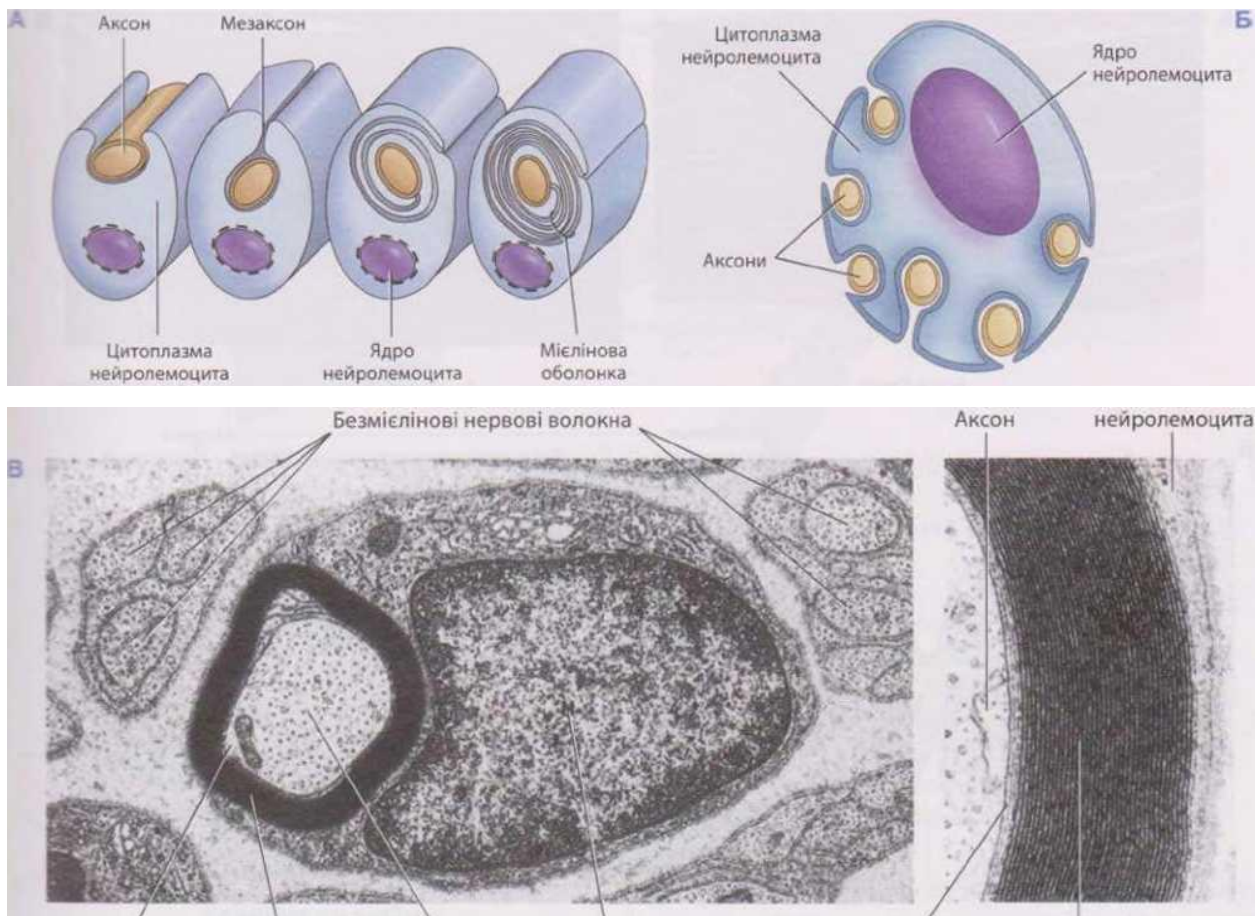 А
Аксон
Мезаксон
Цитоплазма
нейролемоцита
Ядро
нейролемоцита
Мієлінова
оболонка
Б
Цитоплазма
нейролемоцита
Ядро
нейролемоцита
Аксони
Безмієлінові нервові волокна
Аксон
нейролемоцита
В